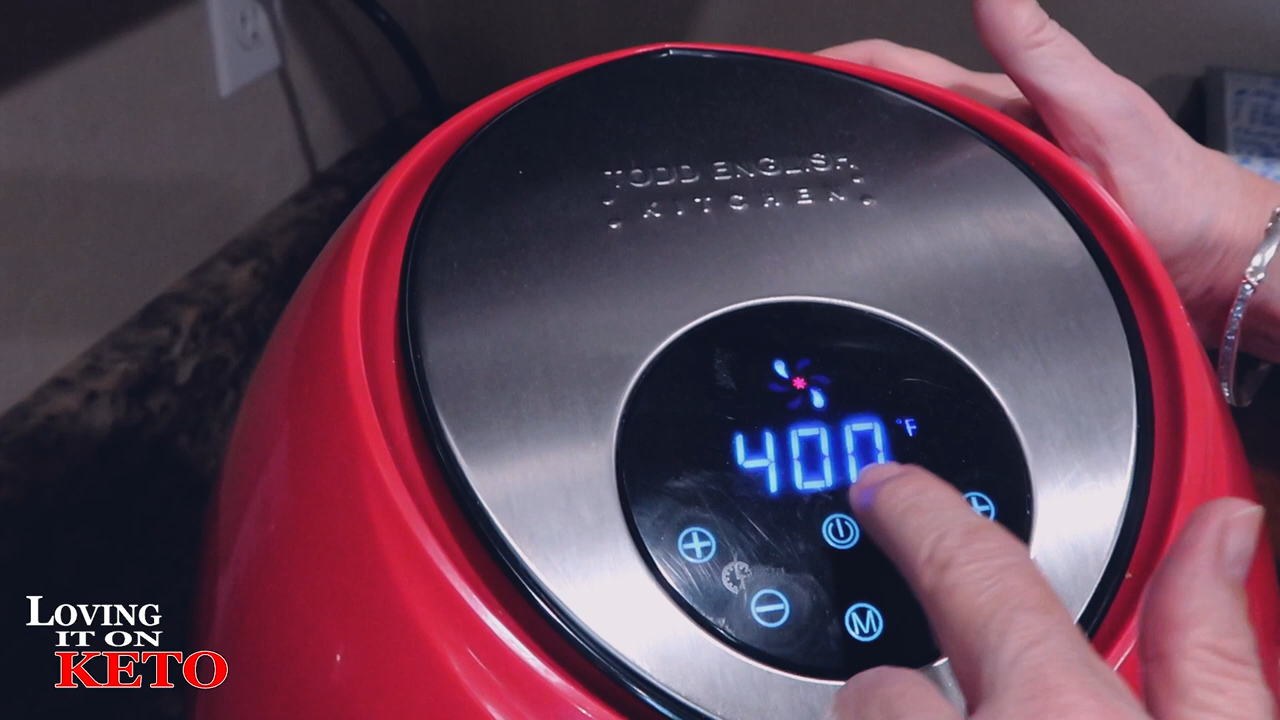 TODD ENGLISH
KITCHEN
400 °F
M
LOVING
IT ON
KETO